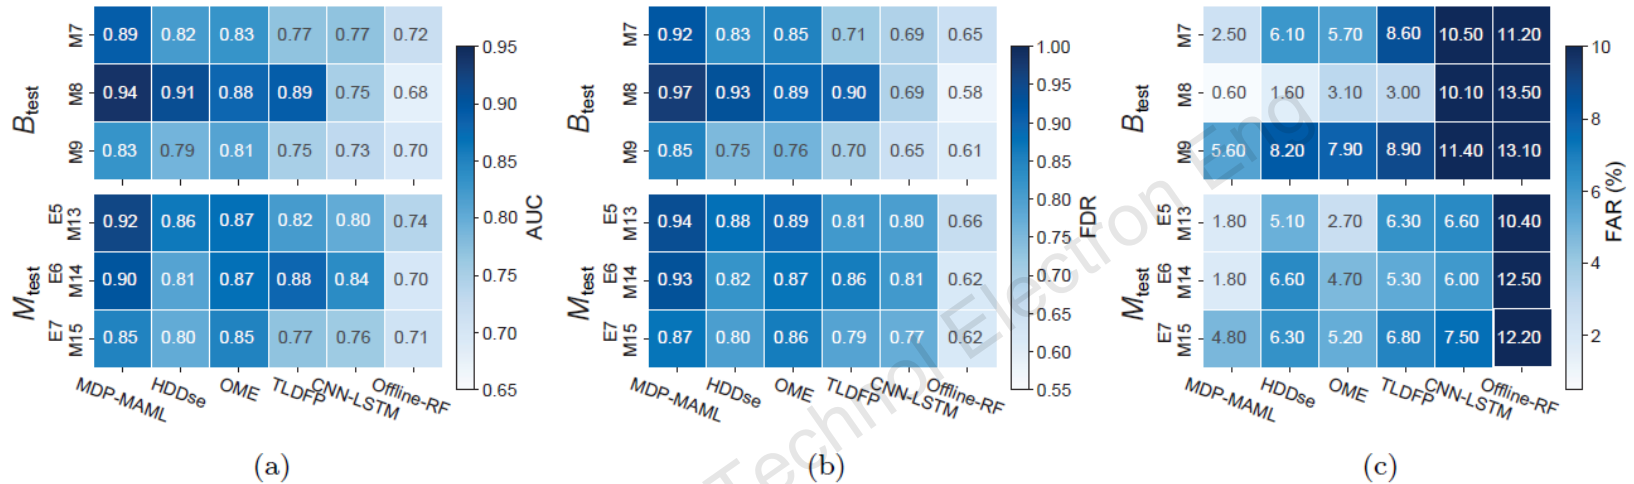 M7 0.89 0.82 0.83 0.77 0.77 0.72
M8 0.94 0.91 0.88 0.89 0.75 0.68
M9 0.83 0.79 0.81 0.75 0.73 0.70
B_test
E5 M13 0.92 0.86 0.87 0.82 0.80 0.74
E6 M14 0.90 0.81 0.87 0.88 0.84 0.70
E7 M15 0.85 0.80 0.85 0.77 0.76 0.71
M_test
MDP-MAML HDDse OME TLDFP CNN-LSTM Offline-RF
0.95
0.90
0.85
0.80
0.75
0.70
0.65
AUC
(a)
M7 0.92 0.83 0.85 0.71 0.69 0.65
M8 0.97 0.93 0.89 0.90 0.69 0.58
M9 0.85 0.75 0.76 0.70 0.65 0.61
B_test
E5 M13 0.94 0.88 0.89 0.81 0.80 0.66
E6 M14 0.93 0.82 0.87 0.86 0.81 0.62
E7 M15 0.87 0.80 0.86 0.79 0.77 0.62
M_test
MDP-MAML HDDse OME TLDFP CNN-LSTM Offline-RF
1.00
0.95
0.90
0.85
0.80
0.75
0.70
0.65
0.60
0.55
FDR
(b)
M7 2.50 6.10 5.70 8.60 10.50 11.20
M8 0.60 1.60 3.10 3.00 10.10 13.50
M9 5.60 8.20 7.90 8.90 11.40 13.10
B_test
E5 M13 1.80 5.10 2.70 6.30 6.60 10.40
E6 M14 1.80 6.60 4.70 5.30 6.00 12.50
E7 M15 4.80 6.30 5.20 6.80 7.50 12.20
M_test
MDP-MAML HDDse OME TLDFP CNN-LSTM Offline-RF
10
8
6
4
2
FAR (%)
(c)
Technol Electron Eng